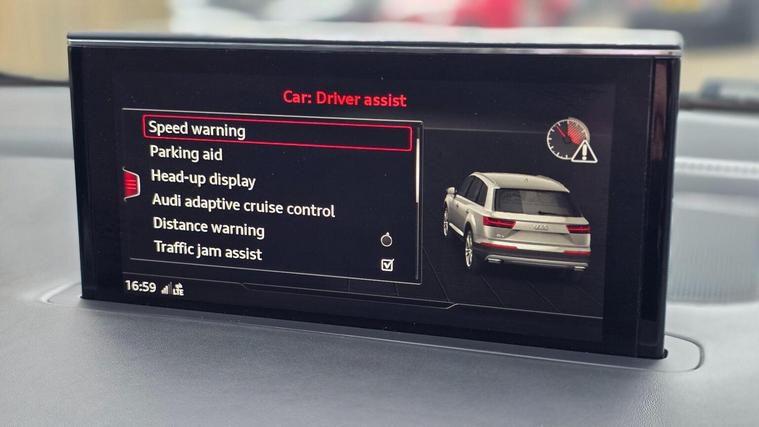 Car: Driver assist
Speed warning
Parking aid
Head-up display
Audi adaptive cruise control
Distance warning
Traffic jam assist
16:59 LTE